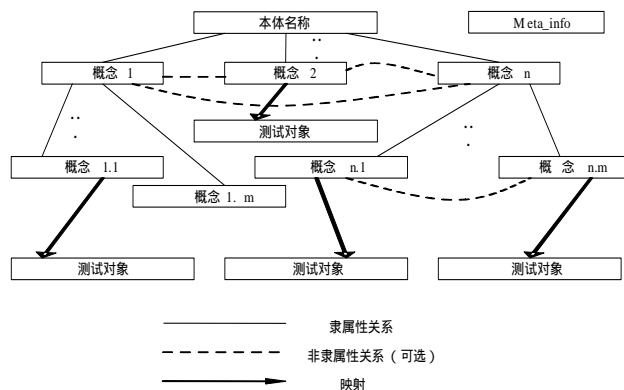 本体名称
Meta_info
概念 1
概念 2
概念 n
测试对象
概念 1.1
概念 1. m
概念 n.1
概 念 n.m
测试对象
测试对象
测试对象
隶属性关系
非隶属性关系（可选）
映射